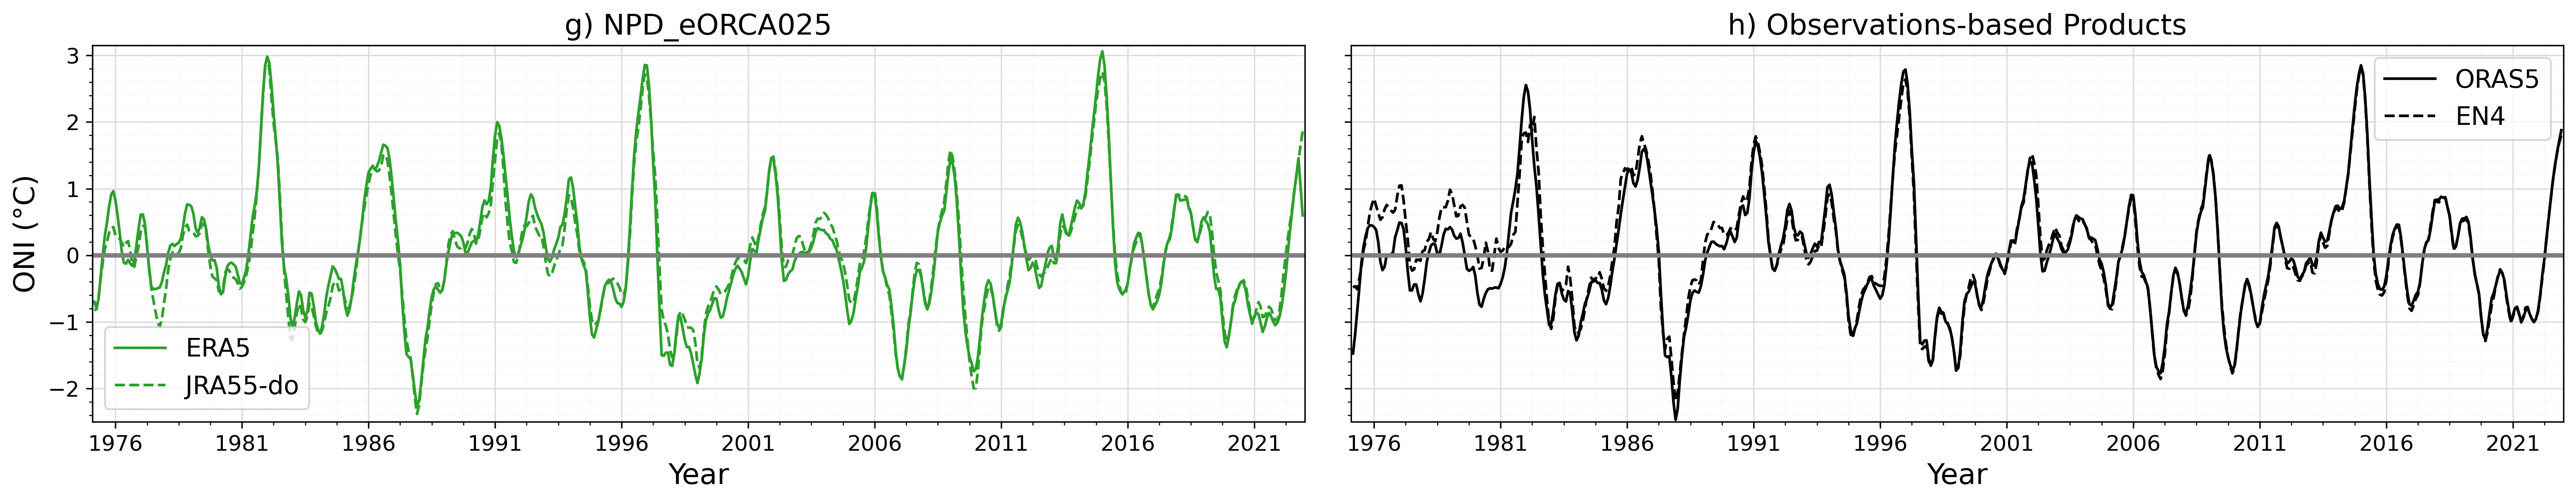 g) NPD_eORCA025
h) Observations-based Products
ONI (°C)
3
2
1
0
−1
−2
ERA5
JRA55-do
ORAS5
EN4
1976 1981 1986 1991 1996 2001 2006 2011 2016 2021
1976 1981 1986 1991 1996 2001 2006 2011 2016 2021
Year
Year